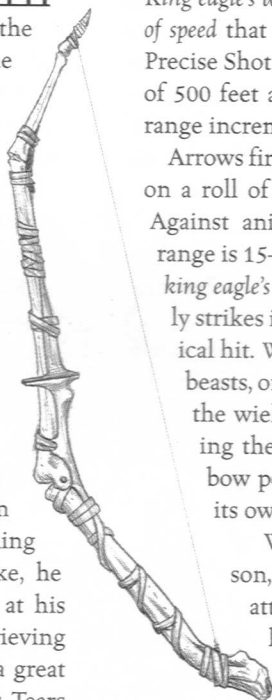 the
King eagle's
of speed that
Precise Shot
of 500 feet a
range increm
Arrows fir
on a roll of
Against ani
range is 15-
king eagle's
ly strikes i
ical hit. W
beasts, o
the wie
ing the
bow p
its ow
W
son,
att
n
ing
ke, he
at his
ieving
a great
Tears